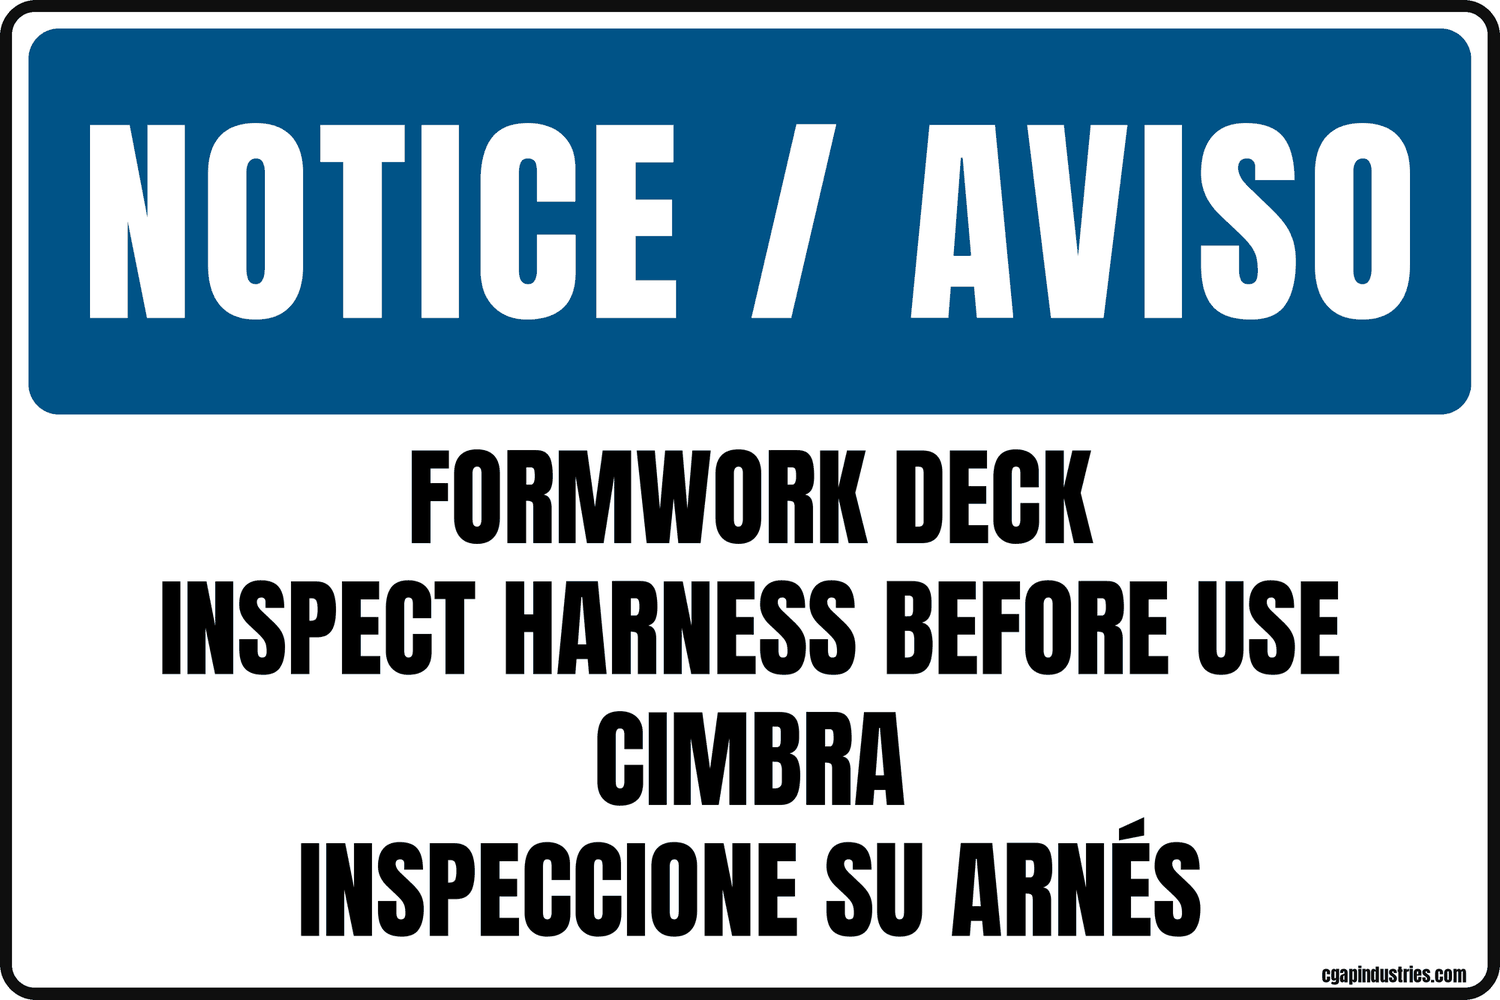 NOTICE / AVISO
FORMWORK DECK
INSPECT HARNESS BEFORE USE
CIMBRA
INSPECCIONE SU ARNÉS
cgapindustries.com